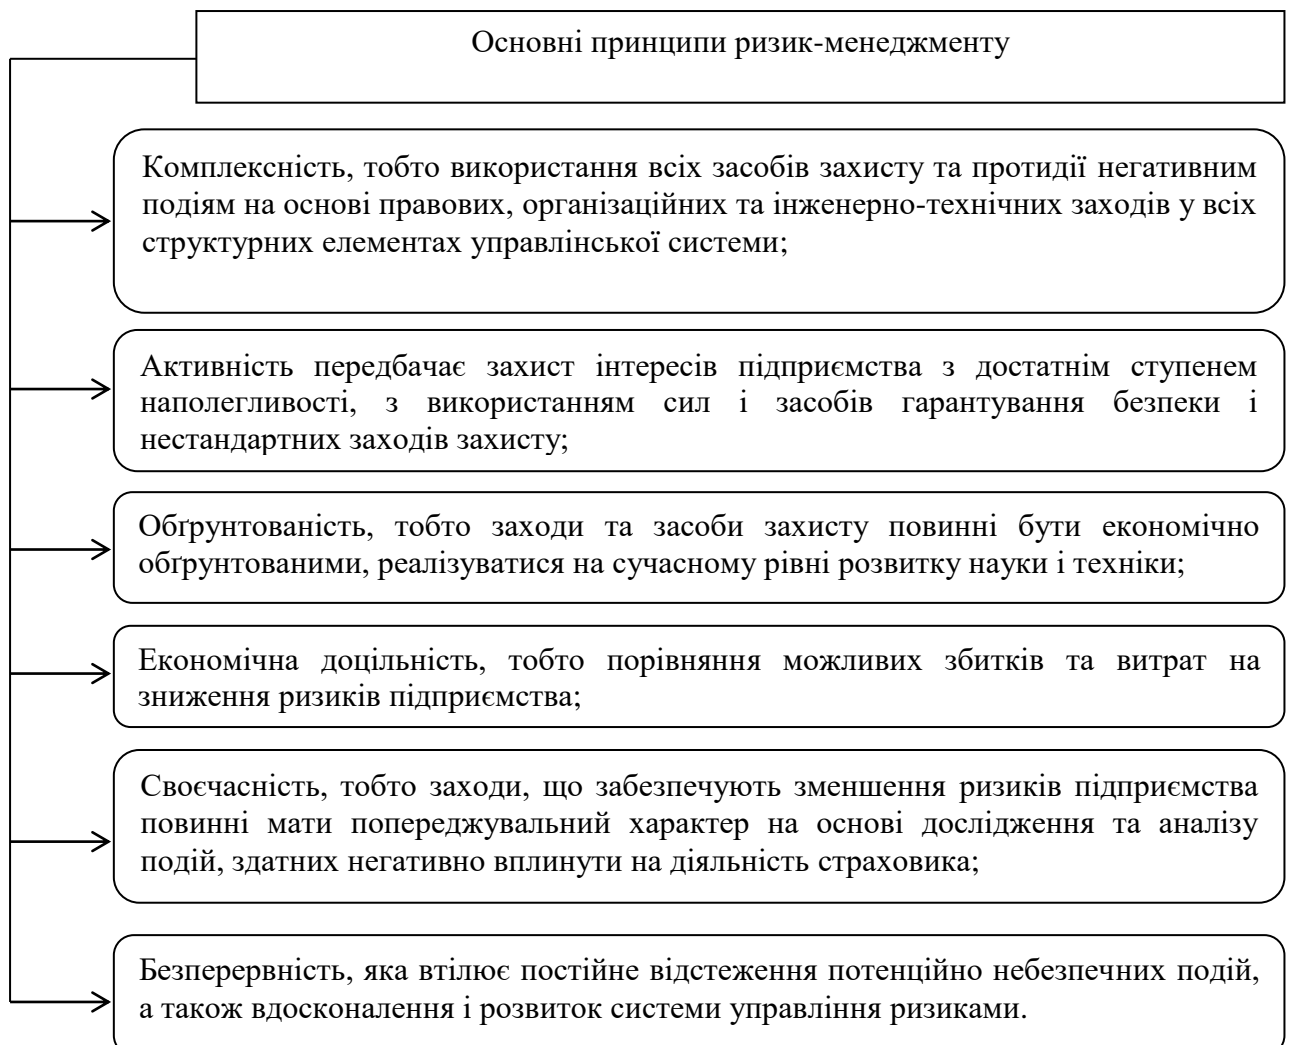 Основні принципи ризик-менеджменту
Комплексність, тобто використання всіх засобів захисту та протидії негативним
подіям на основі правових, організаційних та інженерно-технічних заходів у всіх
структурних елементах управлінської системи;
Активність передбачає захист інтересів підприємства з достатнім ступенем
наполегливості, з використанням сил і засобів гарантування безпеки і
нестандартних заходів захисту;
Обґрунтованість, тобто заходи та засоби захисту повинні бути економічно
обґрунтованими, реалізуватися на сучасному рівні розвитку науки і техніки;
Економічна доцільність, тобто порівняння можливих збитків та витрат на
зниження ризиків підприємства;
Своєчасність, тобто заходи, що забезпечують зменшення ризиків підприємства
повинні мати попереджувальний характер на основі дослідження та аналізу
подій, здатних негативно вплинути на діяльність страховика;
Безперервність, яка втілює постійне відстеження потенційно небезпечних подій,
а також вдосконалення і розвиток системи управління ризиками.